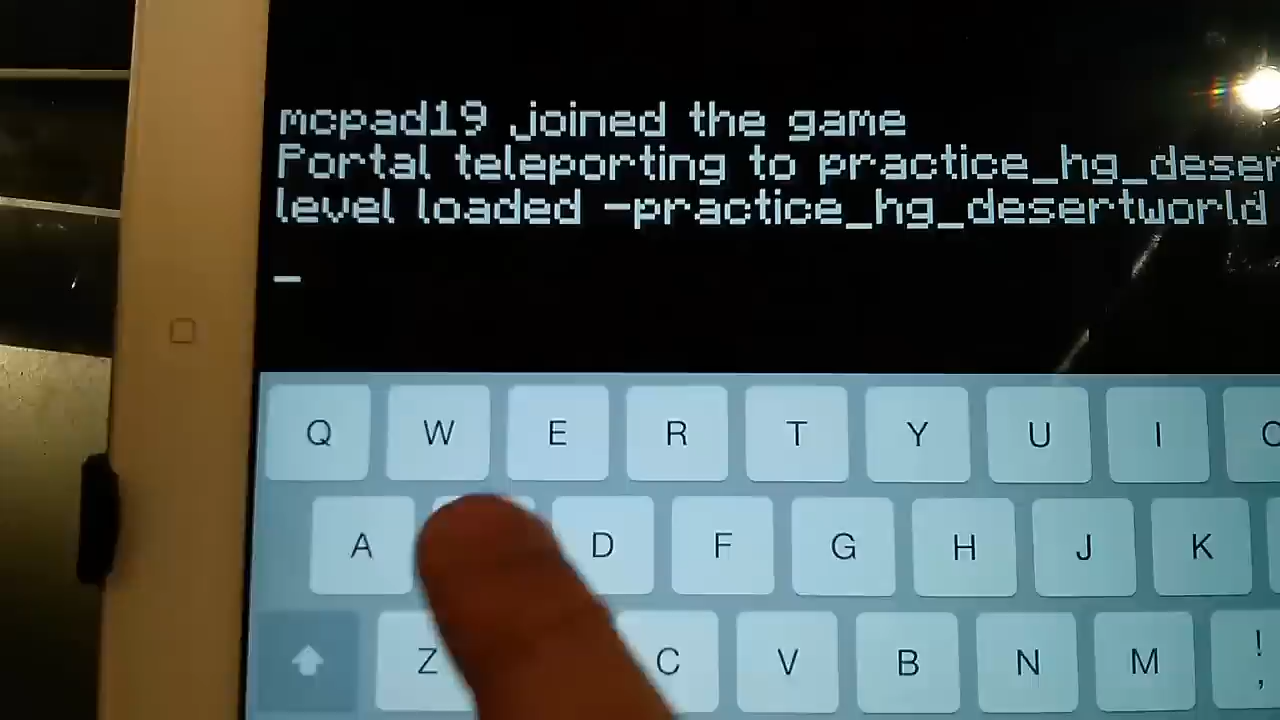 mcpad19 joined the game
Portal teleporting to practice_hg_deser
level loaded -practice_hg_desertworld
_
Q W E R T Y U I
A D F G H J K
Z C V B N M ! ,